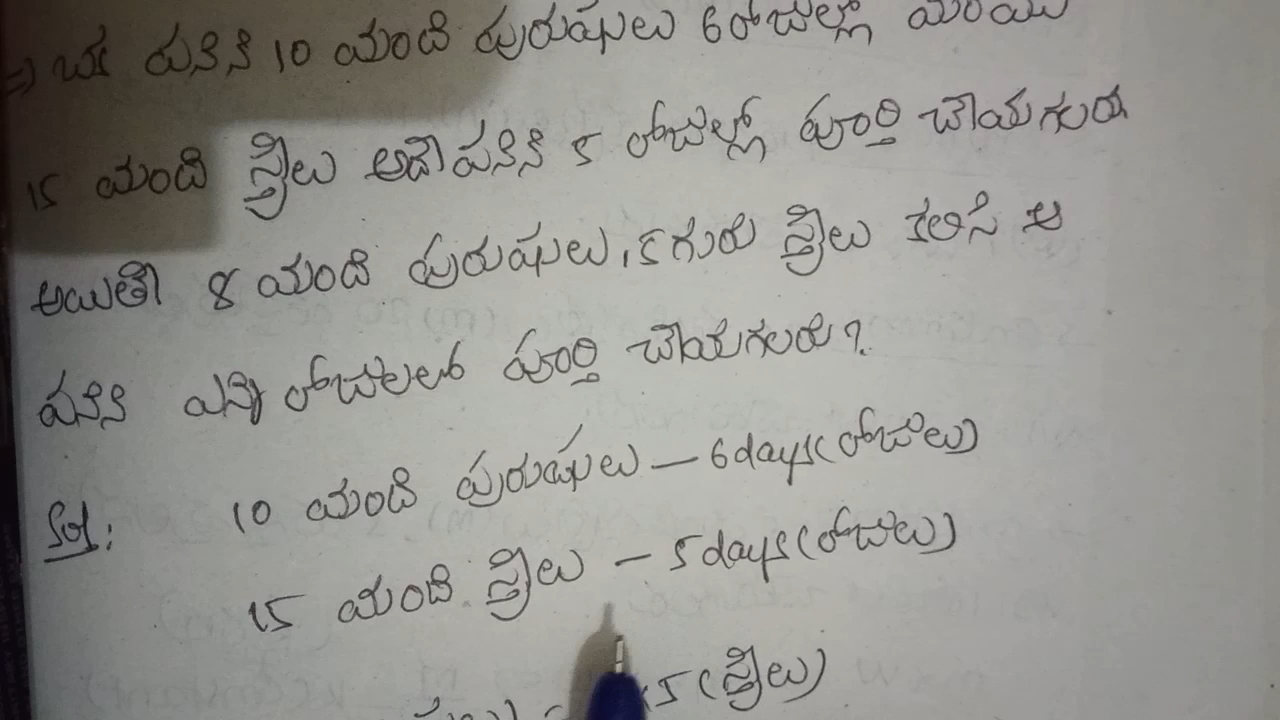 =) ఒక పనిని 10 మంది పురుషులు 6 రోజుల్లో మరియు
15 మంది స్త్రీలు అదే పనిని 5 రోజుల్లో పూర్తి చేయగలరు
అయితే 8 మంది పురుషులు, 5 గురు స్త్రీలు కలిసి ఆ
పనిని ఎన్ని రోజులలో పూర్తి చేయగలరు?
Sol: 10 మంది పురుషులు — 6 days (రోజులు)
15 మంది స్త్రీలు — 5 days (రోజులు)
5 (స్త్రీలు)